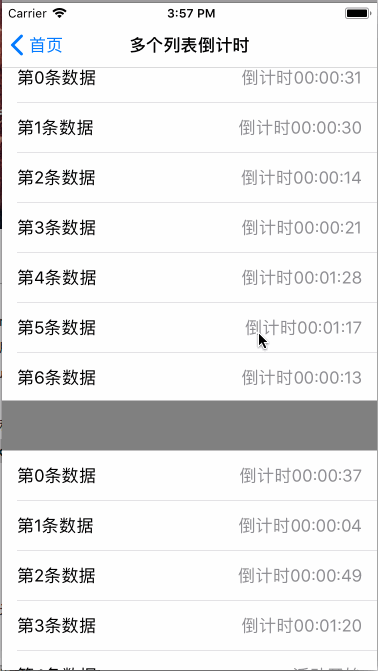 Carrier 3:57 PM
首页 多个列表倒计时
第0条数据 倒计时00:00:31
第1条数据 倒计时00:00:30
第2条数据 倒计时00:00:14
第3条数据 倒计时00:00:21
第4条数据 倒计时00:01:28
第5条数据 倒计时00:01:17
第6条数据 倒计时00:00:13
第0条数据 倒计时00:00:37
第1条数据 倒计时00:00:04
第2条数据 倒计时00:00:49
第3条数据 倒计时00:01:20